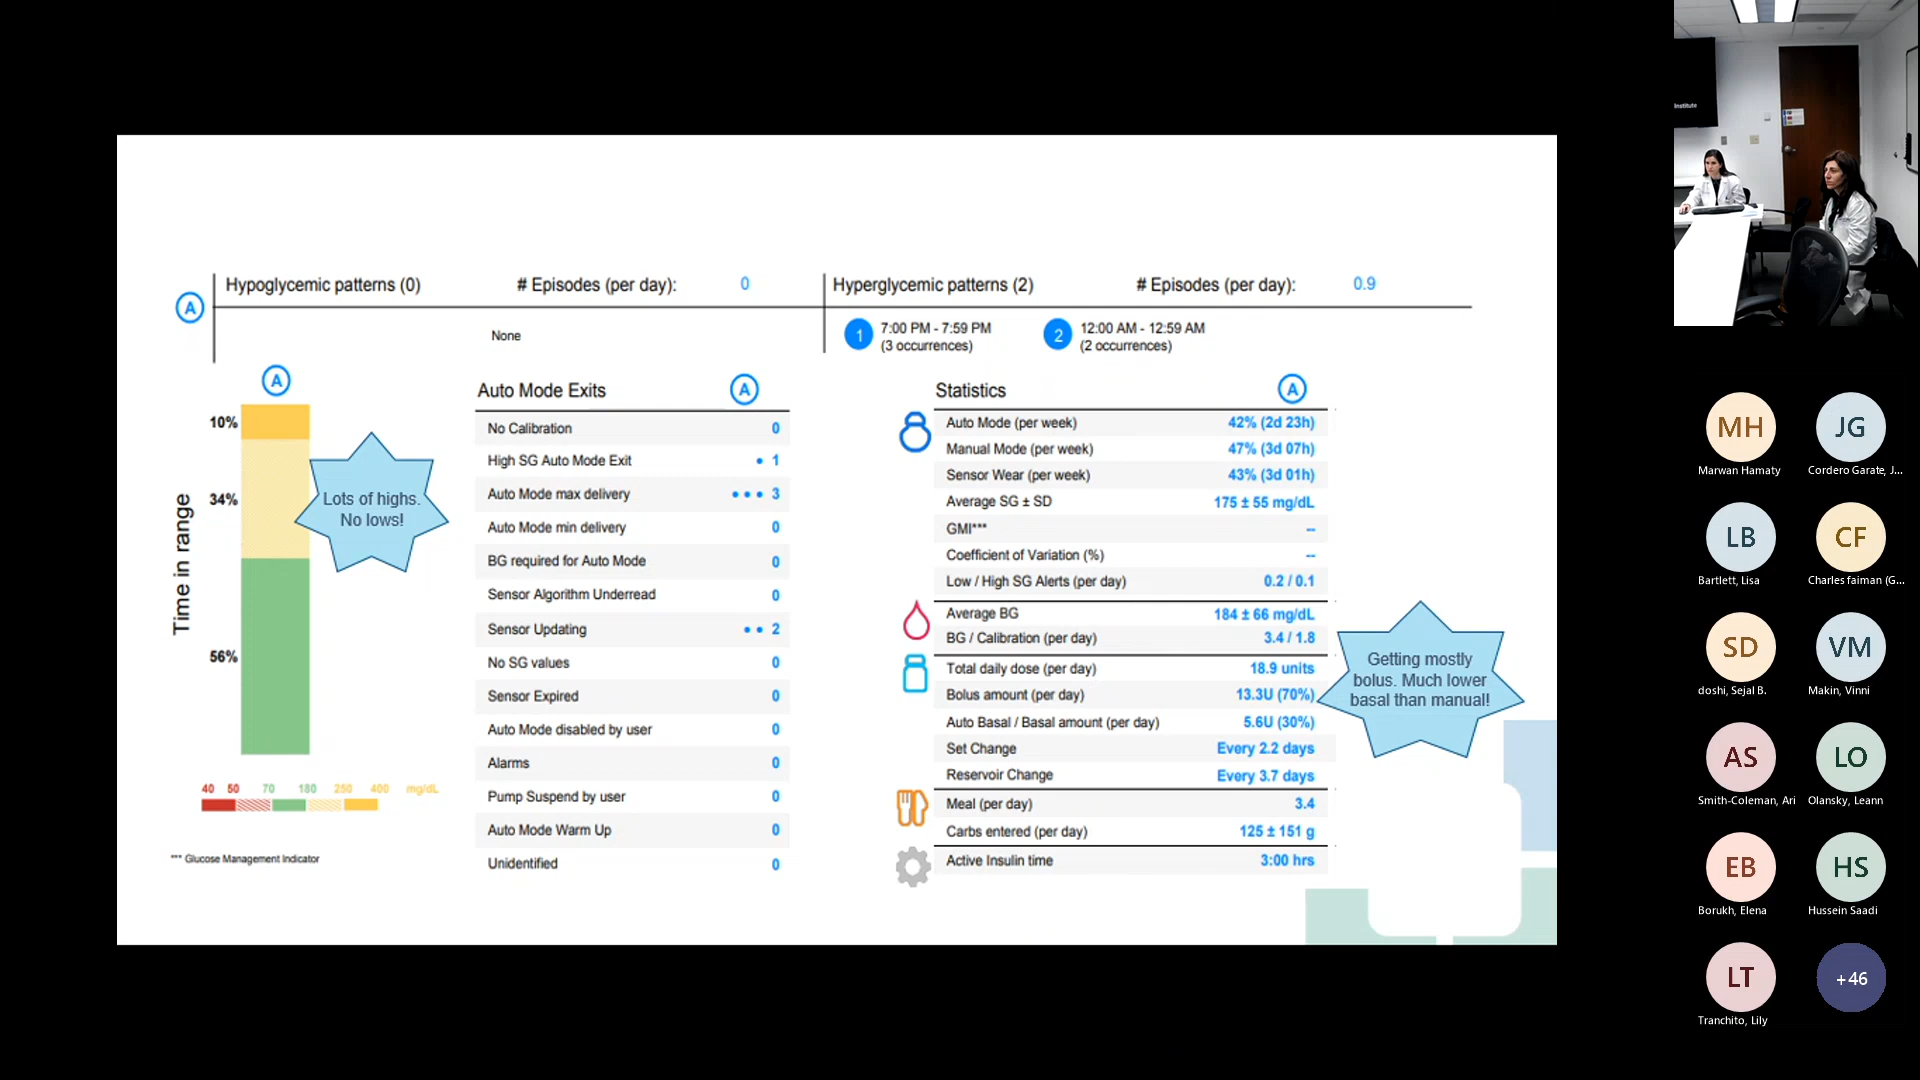 Hypoglycemic patterns (0) # Episodes (per day): 0
Hyperglycemic patterns (2) # Episodes (per day): 0.9
A
None
1 7:00 PM - 7:59 PM
(3 occurrences)
2 12:00 AM - 12:59 AM
(2 occurrences)
A
Time in range
10%
34%
56%
Lots of highs.
No lows!
40 50 70 180 250 400 mg/dL
*** Glucose Management Indicator
Auto Mode Exits A
No Calibration 0
High SG Auto Mode Exit 1
Auto Mode max delivery 3
Auto Mode min delivery 0
BG required for Auto Mode 0
Sensor Algorithm Underread 0
Sensor Updating 2
No SG values 0
Sensor Expired 0
Auto Mode disabled by user 0
Alarms 0
Pump Suspend by user 0
Auto Mode Warm Up 0
Unidentified 0
Statistics A
Auto Mode (per week) 42% (2d 23h)
Manual Mode (per week) 47% (3d 07h)
Sensor Wear (per week) 43% (3d 01h)
Average SG ± SD 175 ± 55 mg/dL
GMI*** --
Coefficient of Variation (%) --
Low / High SG Alerts (per day) 0.2 / 0.1
Average BG 184 ± 66 mg/dL
BG / Calibration (per day) 3.4 / 1.8
Total daily dose (per day) 18.9 units
Bolus amount (per day) 13.3U (70%)
Auto Basal / Basal amount (per day) 5.6U (30%)
Set Change Every 2.2 days
Reservoir Change Every 3.7 days
Meal (per day) 3.4
Carbs entered (per day) 125 ± 151 g
Active Insulin time 3:00 hrs
Getting mostly
bolus. Much lower
basal than manual!
Institute
MH
Marwan Hamaty
JG
Cordero Garate, J...
LB
Bartlett, Lisa
CF
Charles faiman (G...
SD
doshi, Sejal B.
VM
Makin, Vinni
AS
Smith-Coleman, Ari
LO
Olansky, Leann
EB
Borukh, Elena
HS
Hussein Saadi
LT
Tranchito, Lily
+46